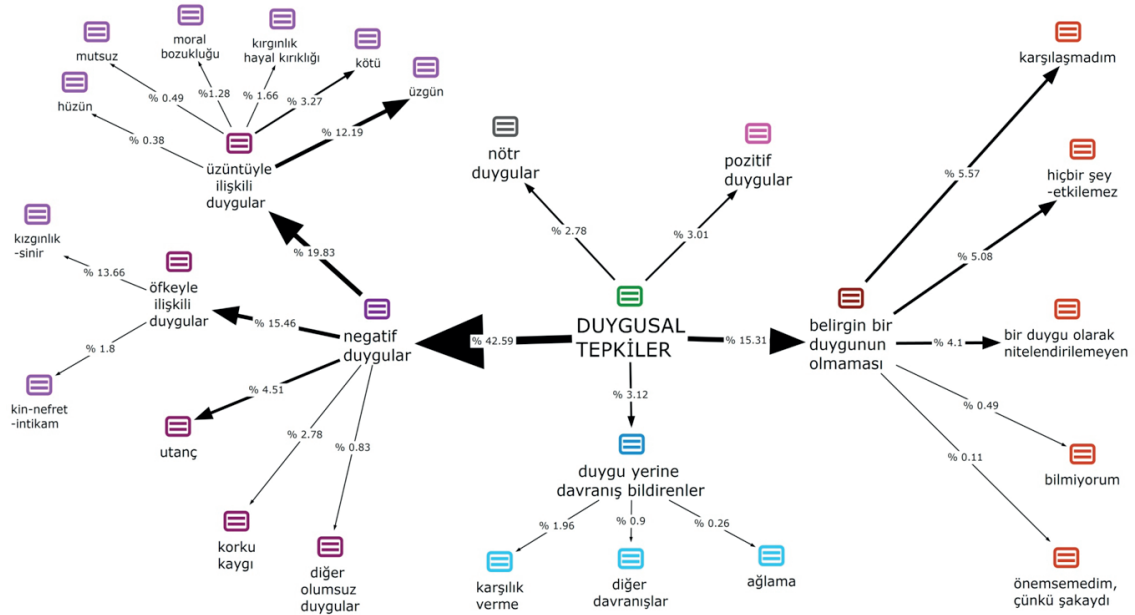 mutsuz
moral
bozukluğu
kırgınlık
hayal kırıklığı
kötü
üzgün
hüzün
% 0.49
%1.28
% 1.66
% 3.27
% 12.19
% 0.38
üzüntüyle
ilişkili
duygular
kızgınlık
-sinir
% 13.66
öfkeyle
ilişkili
duygular
% 1.8
kin-nefret
-intikam
% 19.83
% 15.46
negatif
duygular
% 4.51
utanç
% 2.78
korku
kaygı
% 0.83
diğer
olumsuz
duygular
nötr
duygular
% 2.78
pozitif
duygular
% 3.01
DUYGUSAL
TEPKİLER
% 42.59
% 15.31
% 3.12
duygu yerine
davranış bildirenler
% 1.96
% 0.9
% 0.26
karşılık
verme
diğer
davranışlar
ağlama
belirgin bir
duygunun
olmaması
% 5.57
karşılaşmadım
% 5.08
hiçbir şey
-etkilemez
% 4.1
bir duygu olarak
nitelendirilemeyen
% 0.49
bilmiyorum
% 0.11
önemsemedim,
çünkü şakaydı